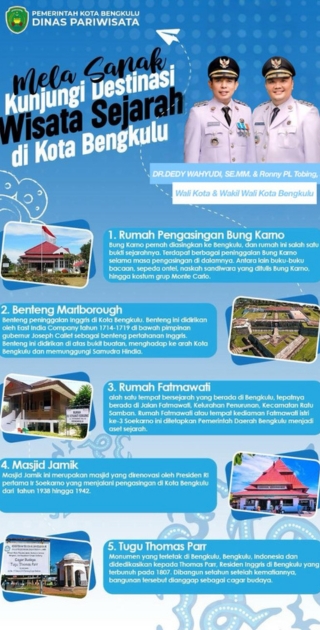 PEMERINTAH KOTA BENGKULU
DINAS PARIWISATA
Mela Sanak
Kunjungi Destinasi
Wisata Sejarah
di Kota Bengkulu
DR.DEDY WAHYUDI, SE.MM. & Ronny PL Tobing,
Wali Kota & Wakil Wali Kota Bengkulu
1. Rumah Pengasingan Bung Karno
Bung Karno pernah diasingkan ke Bengkulu, dan rumah ini salah satu
bukti sejarahnya. Terdapat berbagai peninggalan Bung Karno
selama masa pengasingan di dalamnya. Antara lain buku-buku
bacaan, sepeda ontel, naskah sandiwara yang ditulis Bung Karno,
hingga kostum grup Monte Carlo.
2. Benteng Marlborough
Benteng peninggalan Inggris di Kota Bengkulu. Benteng ini didirikan
oleh East India Company tahun 1714-1719 di bawah pimpinan
gubernur Joseph Callet sebagai benteng pertahanan Inggris.
Benteng ini didirikan di atas bukit buatan, menghadap ke arah Kota
Bengkulu dan memunggungi Samudra Hindia.
3. Rumah Fatmawati
alah satu tempat bersejarah yang berada di Bengkulu, tepatnya
berada di Jalan Fatmawati, Kelurahan Penurunan, Kecamatan Ratu
Samban. Rumah Fatmawati atau tempat kediaman Fatmawati istri
ke-3 Soekarno ini ditetapkan Pemerintah Daerah Bengkulu menjadi
aset sejarah.
4. Masjid Jamik
Masjid Jamik ini merupakan masjid yang direnovasi oleh Presiden RI
pertama Ir Soekarno yang menjalani pengasingan di Kota Bengkulu
dari tahun 1938 hingga 1942.
5. Tugu Thomas Parr
Monumen yang terletak di Bengkulu, Bengkulu, Indonesia dan
didedikasikan kepada Thomas Parr, Residen Inggris di Bengkulu yang
terbunuh pada 1807. Dibangun setahun setelah kematiannya,
bangunan tersebut dianggap sebagai cagar budaya.
Cagar Budaya
Tugu Thomas Parr